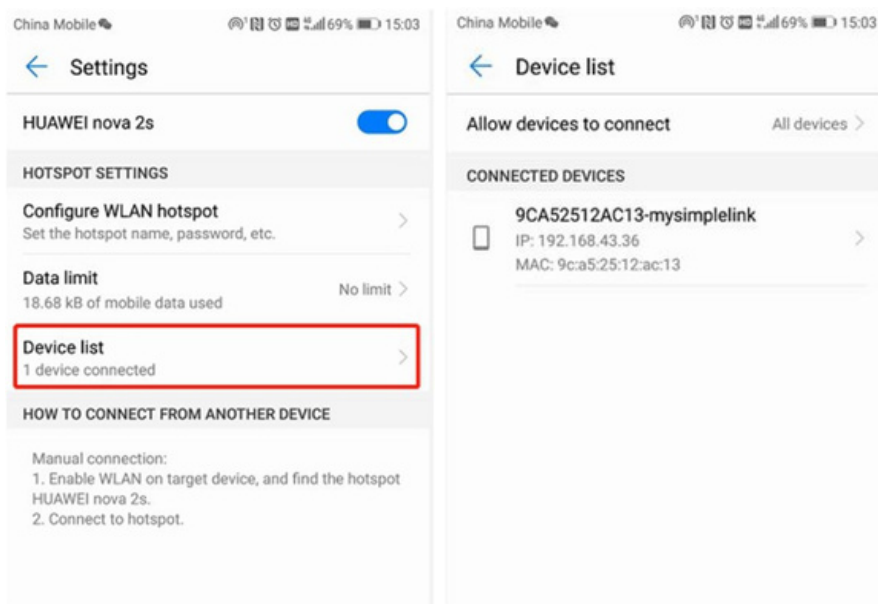 China Mobile
69% 15:03
Settings
HUAWEI nova 2s
HOTSPOT SETTINGS
Configure WLAN hotspot
Set the hotspot name, password, etc.
Data limit
18.68 kB of mobile data used
No limit
Device list
1 device connected
HOW TO CONNECT FROM ANOTHER DEVICE
Manual connection:
1. Enable WLAN on target device, and find the hotspot
HUAWEI nova 2s.
2. Connect to hotspot.
China Mobile
69% 15:03
Device list
Allow devices to connect
All devices
CONNECTED DEVICES
9CA52512AC13-mysimplelink
IP: 192.168.43.36
MAC: 9c:a5:25:12:ac:13